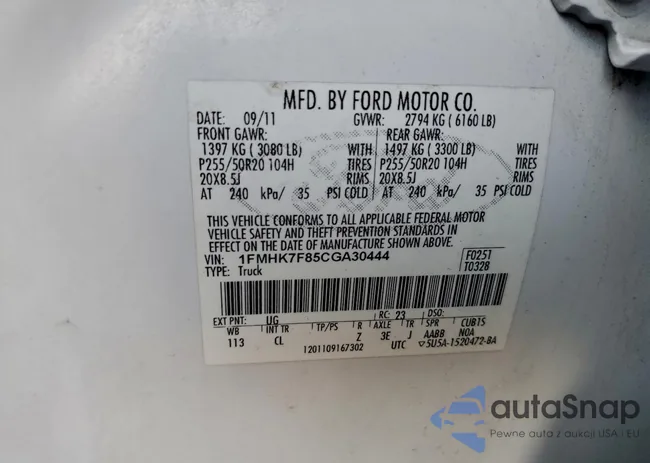 MFD. BY FORD MOTOR CO.
DATE: 09/11 GVWR: 2794 KG ( 6160 LB)
FRONT GAWR: REAR GAWR:
1397 KG ( 3080 LB) WITH 1497 KG ( 3300 LB) WITH
P255/50R20 104H TIRES P255/50R20 104H TIRES
20X8.5J RIMS 20X8.5J RIMS
AT 240 kPa/ 35 PSI COLD AT 240 kPa/ 35 PSI COLD
THIS VEHICLE CONFORMS TO ALL APPLICABLE FEDERAL MOTOR
VEHICLE SAFETY AND THEFT PREVENTION STANDARDS IN
EFFECT ON THE DATE OF MANUFACTURE SHOWN ABOVE.
VIN: 1FMHK7F85CGA30444 F0251
TYPE: Truck T0328
EXT PNT: UG RC: 23 DSO:
WB INT TR TP/PS R AXLE TR SPR CUBTS
113 CL Z 3E J AABB NOA
1201109167302 UTC ▽5U5A-1520472-BA
autoSnap
Pewne auta z aukcji USA - EU